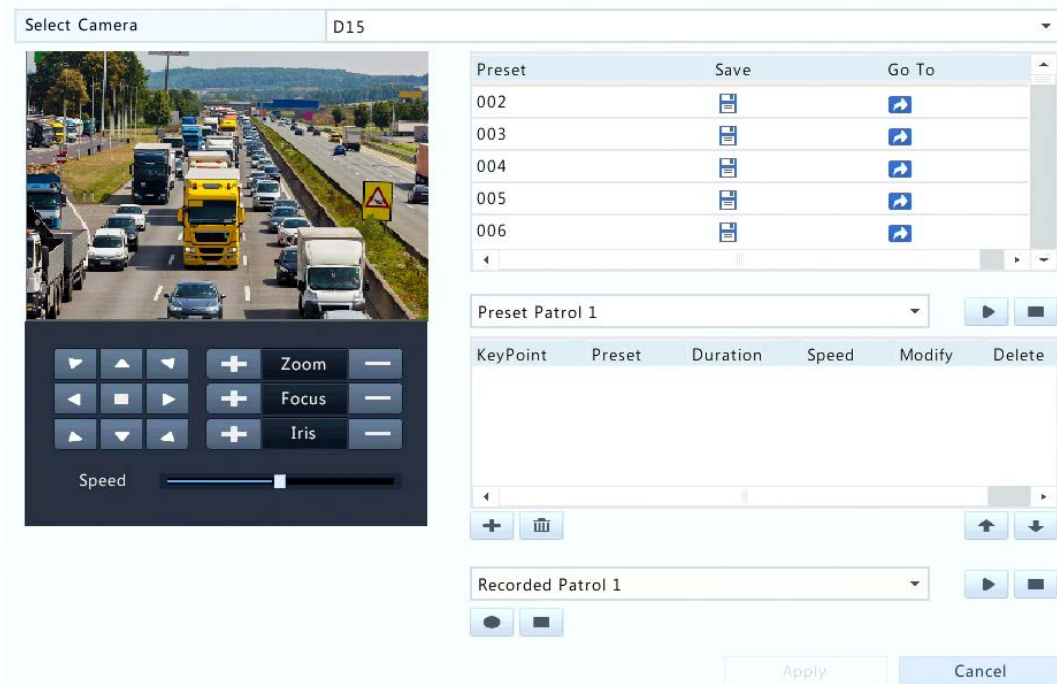 Select Camera D15
Preset Save Go To
002
003
004
005
006
Preset Patrol 1
KeyPoint Preset Duration Speed Modify Delete
Zoom
Focus
Iris
Speed
Recorded Patrol 1
Apply Cancel